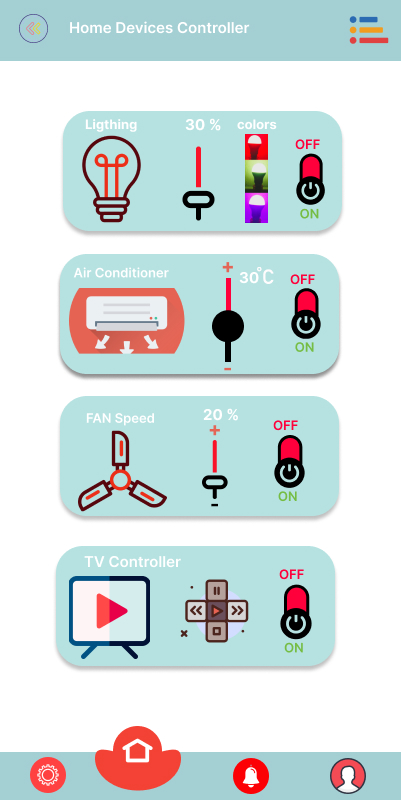 Home Devices Controller
Ligthing
30 %
colors
OFF
ON
Air Conditioner
30°C
OFF
ON
FAN Speed
20 %
OFF
ON
TV Controller
OFF
ON